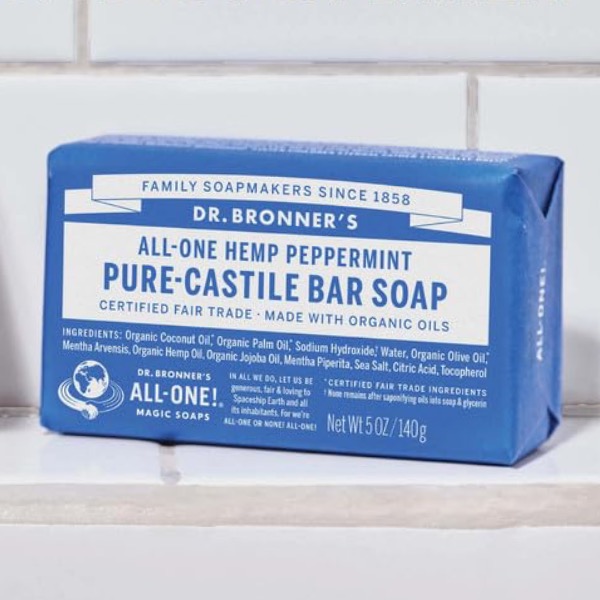 FAMILY SOAPMAKERS SINCE 1858
DR. BRONNER'S
ALL-ONE HEMP PEPPERMINT
PURE-CASTILE BAR SOAP
CERTIFIED FAIR TRADE · MADE WITH ORGANIC OILS
INGREDIENTS: Organic Coconut Oil,* Organic Palm Oil,* Sodium Hydroxide,† Water, Organic Olive Oil,*
Mentha Arvensis, Organic Hemp Oil, Organic Jojoba Oil, Mentha Piperita, Sea Salt, Citric Acid, Tocopherol
DR. BRONNER'S
ALL-ONE!®
MAGIC SOAPS
IN ALL WE DO, LET US BE
generous, fair & loving to
Spaceship Earth and all
its inhabitants. For we're
ALL-ONE OR NONE! ALL-ONE!
*CERTIFIED FAIR TRADE INGREDIENTS
† None remains after saponifying oils into soap & glycerin
Net Wt 5 OZ/140g
ALL-ONE!